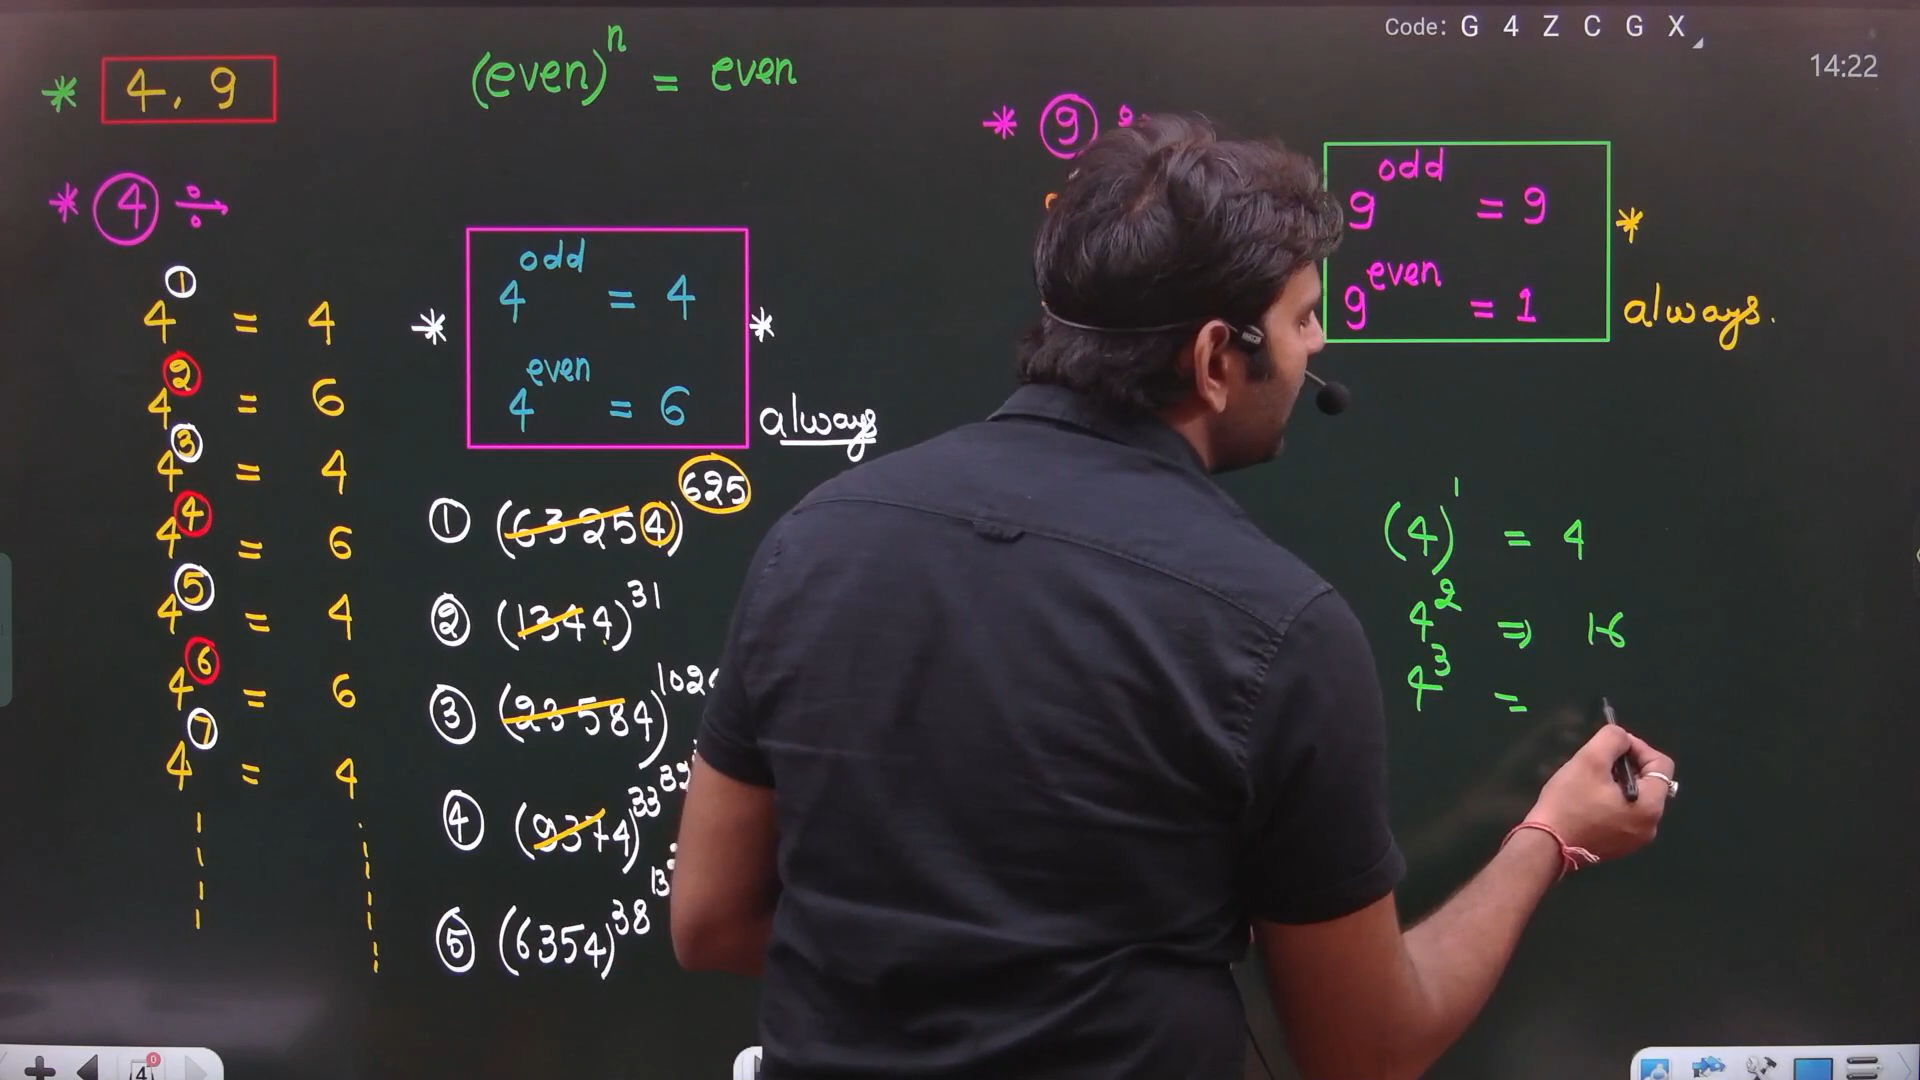 Code: G 4 Z C G X
14:22
* 4, 9
(even)^n = even
* 9
* 4 ÷
4^odd = 4
4^even = 6
* * always
9^odd = 9
9^even = 1
* always.
4^1 = 4
4^2 = 6
4^3 = 4
4^4 = 6
4^5 = 4
4^6 = 6
4^7 = 4
① (63254)^625
② (1344)^31
③ (23584)
④ (9374)^33
⑤ (6354)^38
(4)^1 = 4
4^2 ⇒ 16
4^3 =